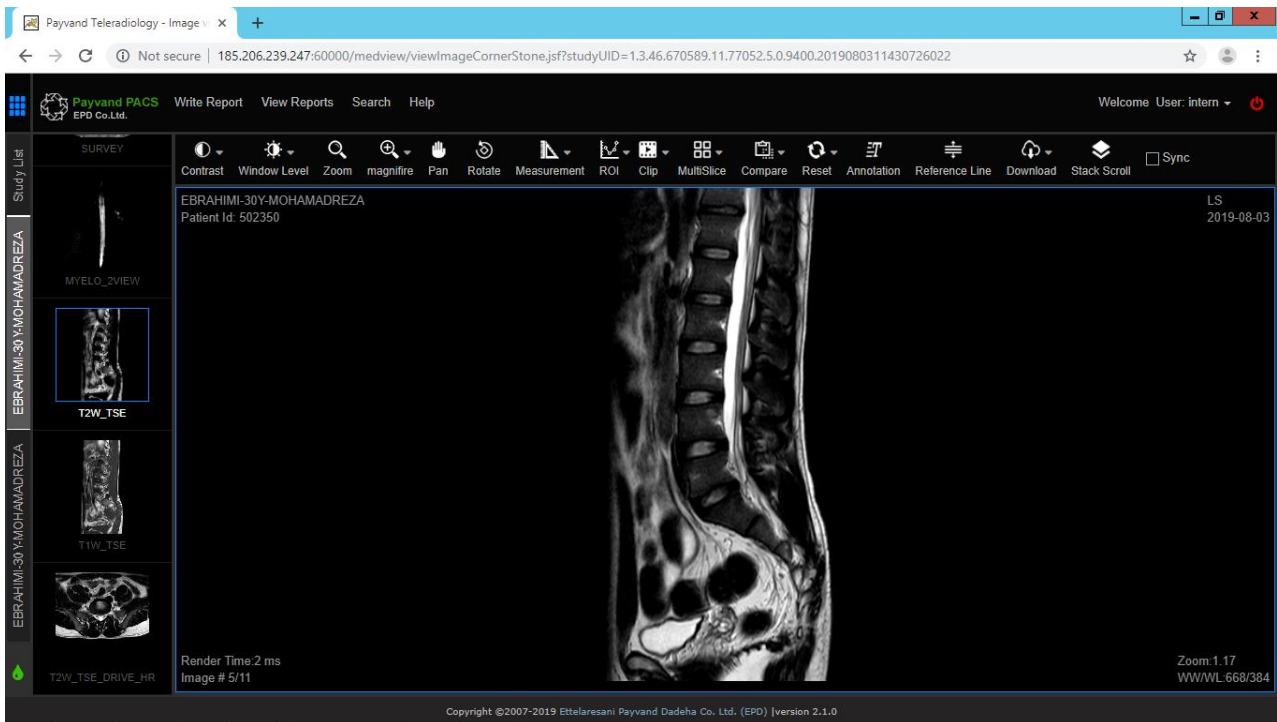 Payvand Teleradiology - Image v
Not secure | 185.206.239.247:60000/medview/viewImageCornerStone.jsf?studyUID=1.3.46.670589.11.77052.5.0.9400.2019080311430726022
Payvand PACS
EPD Co.Ltd.
Write Report View Reports Search Help
Welcome User: intern
Study List
EBRAHIMI-30 Y-MOHAMADREZA
EBRAHIMI-30 Y-MOHAMADREZA
SURVEY
MYELO_2VIEW
T2W_TSE
T1W_TSE
T2W_TSE_DRIVE_HR
Contrast Window Level Zoom magnifire Pan Rotate Measurement ROI Clip MultiSlice Compare Reset Annotation Reference Line Download Stack Scroll Sync
EBRAHIMI-30Y-MOHAMADREZA
Patient Id: 502350
LS
2019-08-03
Render Time:2 ms
Image # 5/11
Zoom:1.17
WW/WL:668/384
Copyright ©2007-2019 Ettelaresani Payvand Dadeha Co. Ltd. (EPD) |version 2.1.0